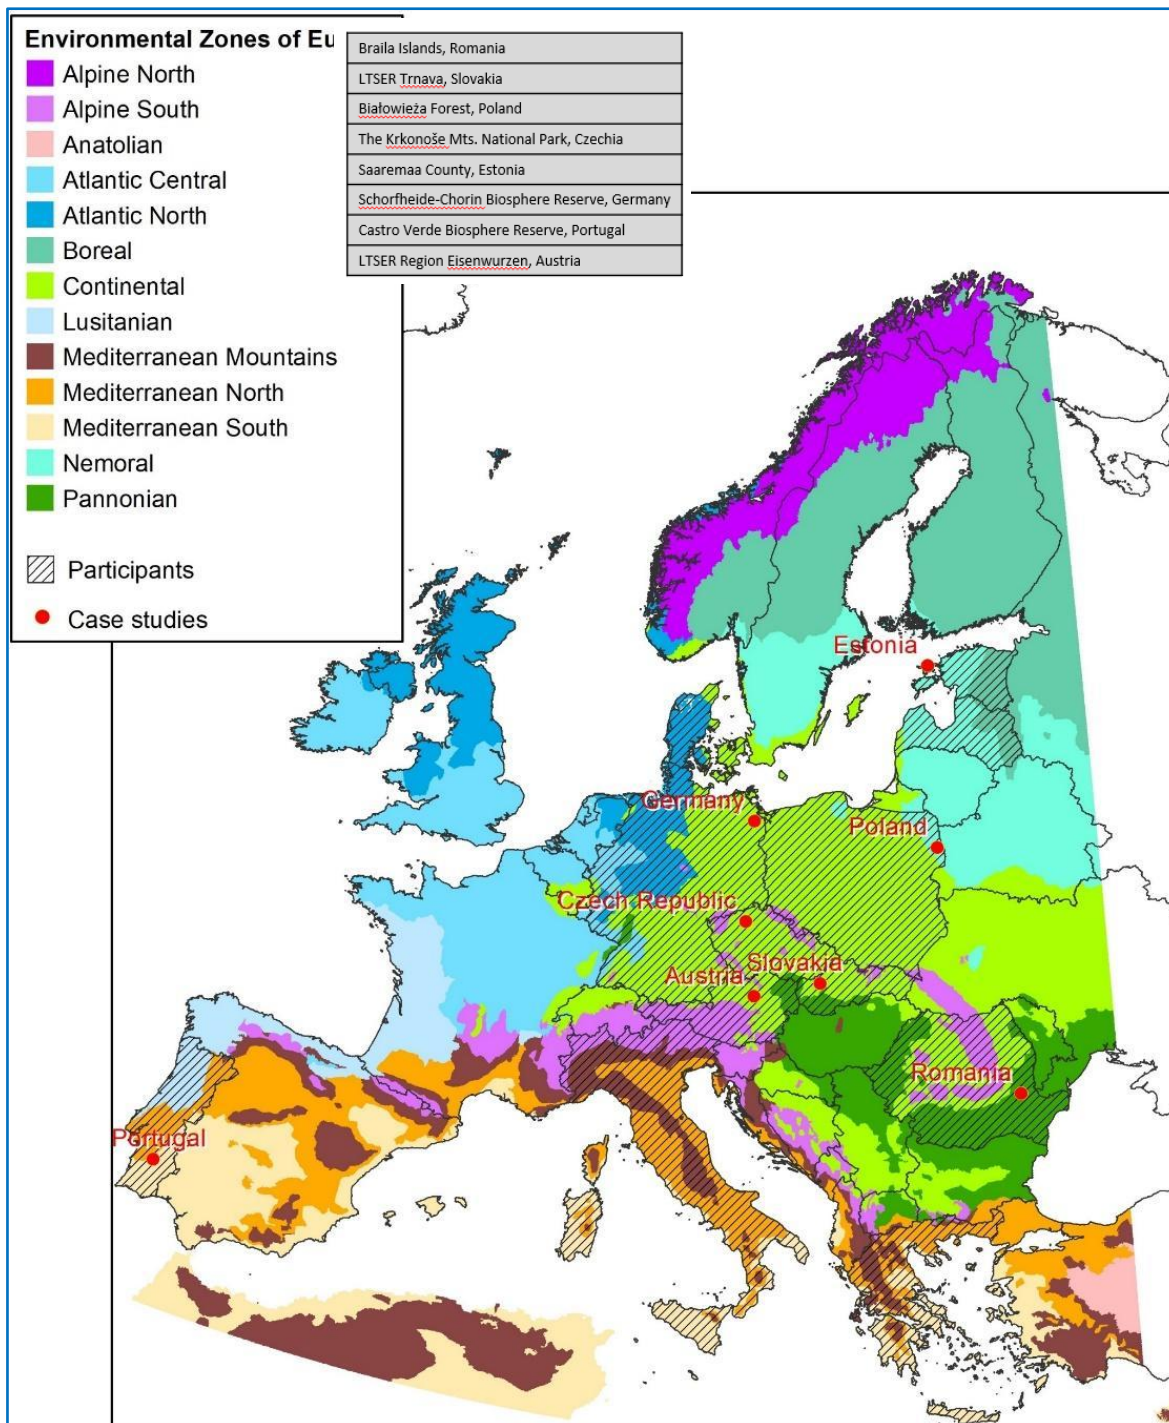 Environmental Zones of Eu
Alpine North
Alpine South
Anatolian
Atlantic Central
Atlantic North
Boreal
Continental
Lusitanian
Mediterranean Mountains
Mediterranean North
Mediterranean South
Nemoral
Pannonian
Participants
Case studies
Braila Islands, Romania
LTSER Trnava, Slovakia
Białowieża Forest, Poland
The Krkonoše Mts. National Park, Czechia
Saaremaa County, Estonia
Schorfheide-Chorin Biosphere Reserve, Germany
Castro Verde Biosphere Reserve, Portugal
LTSER Region Eisenwurzen, Austria
Estonia
Germany
Poland
Czech Republic
Slovakia
Austria
Romania
Portugal